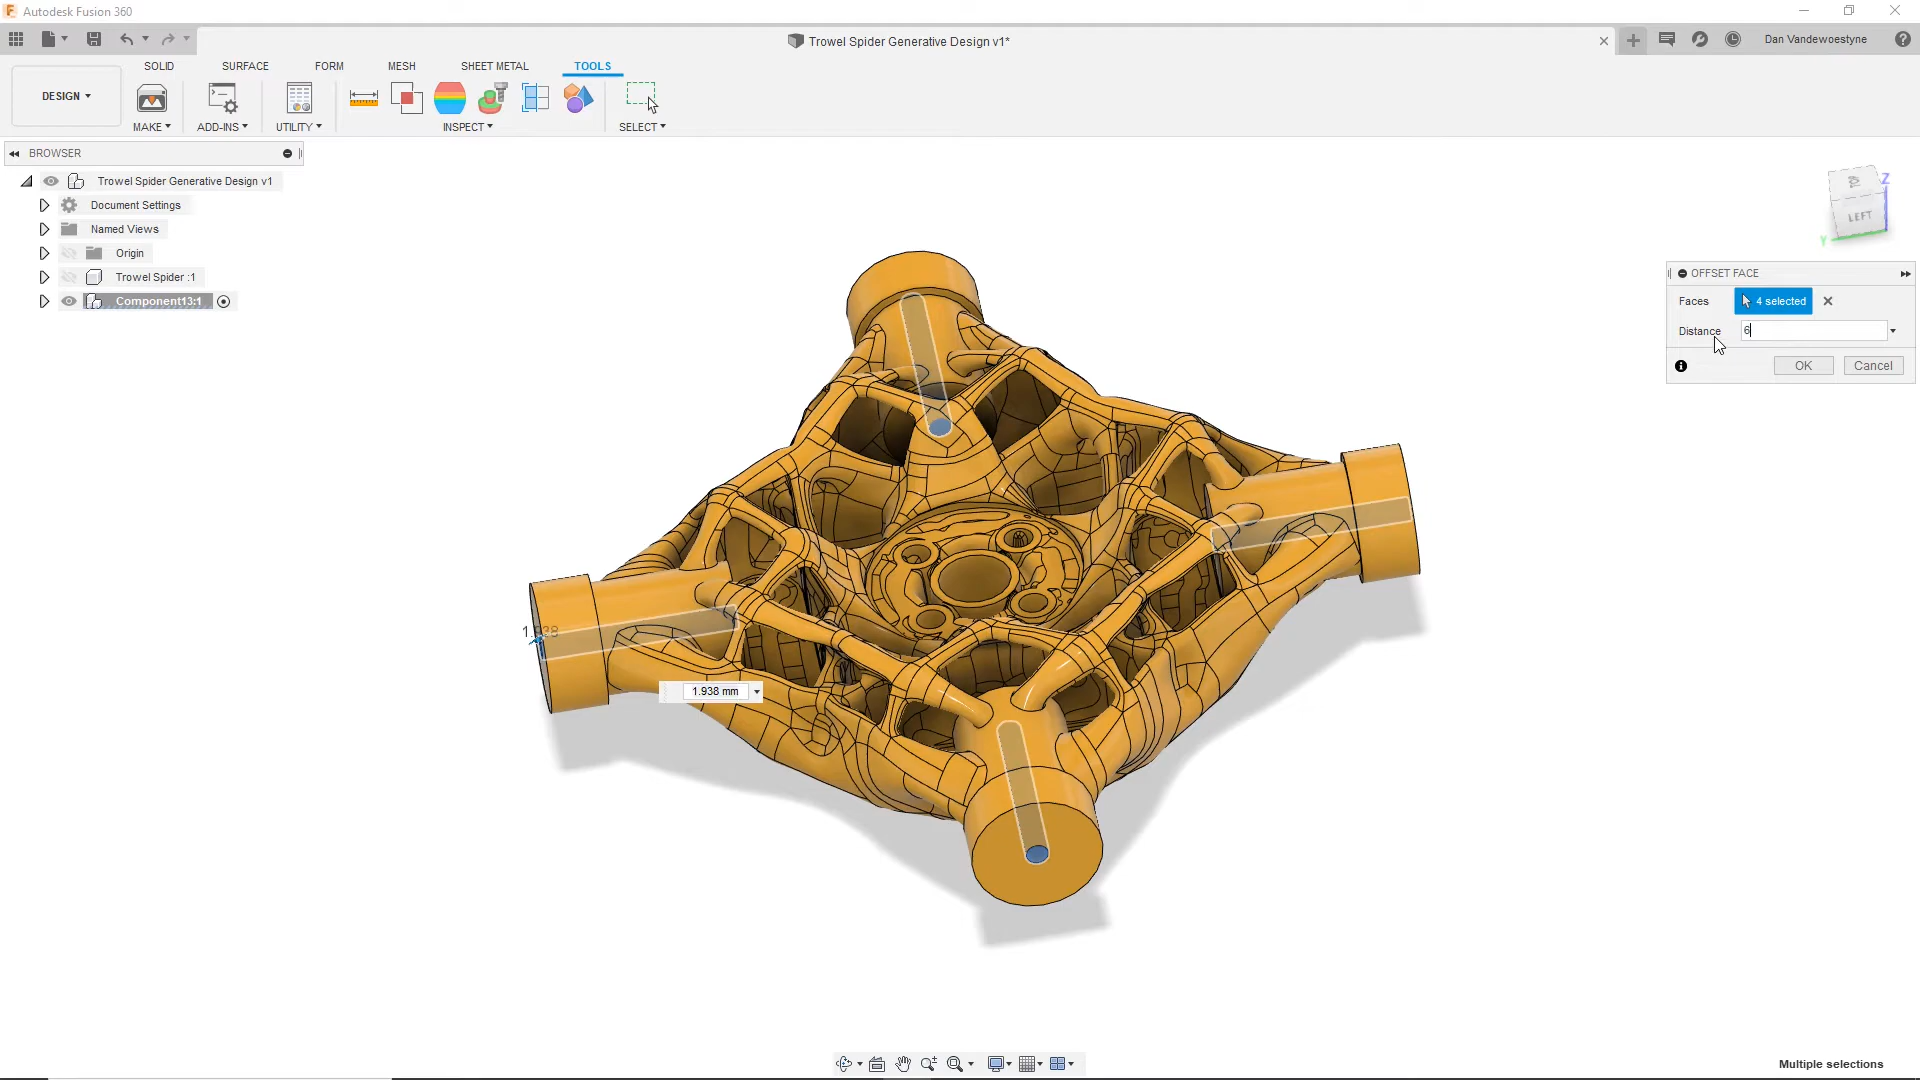 Autodesk Fusion 360
Trowel Spider Generative Design v1*
Dan Vandewoestyne
SOLID SURFACE FORM MESH SHEET METAL TOOLS
DESIGN
MAKE ADD-INS UTILITY INSPECT SELECT
BROWSER
Trowel Spider Generative Design v1
Document Settings
Named Views
Origin
Trowel Spider :1
Component13:1
Z
LEFT
Y
OFFSET FACE
Faces 4 selected
Distance 6
OK Cancel
1.938 mm
Multiple selections